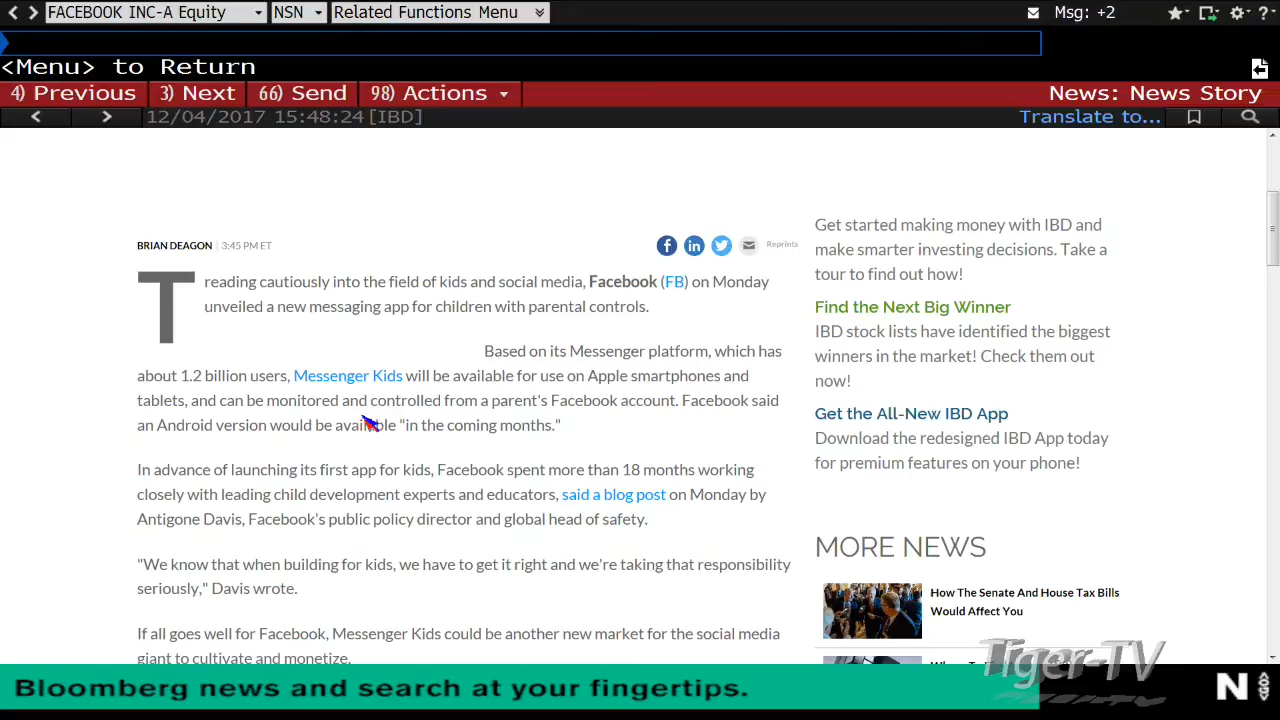 FACEBOOK INC-A Equity NSN Related Functions Menu Msg: +2
<Menu> to Return
4) Previous 3) Next 66) Send 98) Actions News: News Story
12/04/2017 15:48:24 [IBD] Translate to...
BRIAN DEAGON | 3:45 PM ET Reprints
Treading cautiously into the field of kids and social media, Facebook (FB) on Monday
unveiled a new messaging app for children with parental controls.
Based on its Messenger platform, which has
about 1.2 billion users, Messenger Kids will be available for use on Apple smartphones and
tablets, and can be monitored and controlled from a parent's Facebook account. Facebook said
an Android version would be available "in the coming months."
In advance of launching its first app for kids, Facebook spent more than 18 months working
closely with leading child development experts and educators, said a blog post on Monday by
Antigone Davis, Facebook's public policy director and global head of safety.
"We know that when building for kids, we have to get it right and we're taking that responsibility
seriously," Davis wrote.
If all goes well for Facebook, Messenger Kids could be another new market for the social media
giant to cultivate and monetize.
Get started making money with IBD and
make smarter investing decisions. Take a
tour to find out how!
Find the Next Big Winner
IBD stock lists have identified the biggest
winners in the market! Check them out
now!
Get the All-New IBD App
Download the redesigned IBD App today
for premium features on your phone!
MORE NEWS
How The Senate And House Tax Bills
Would Affect You
Tiger-TV
Bloomberg news and search at your fingertips.
N